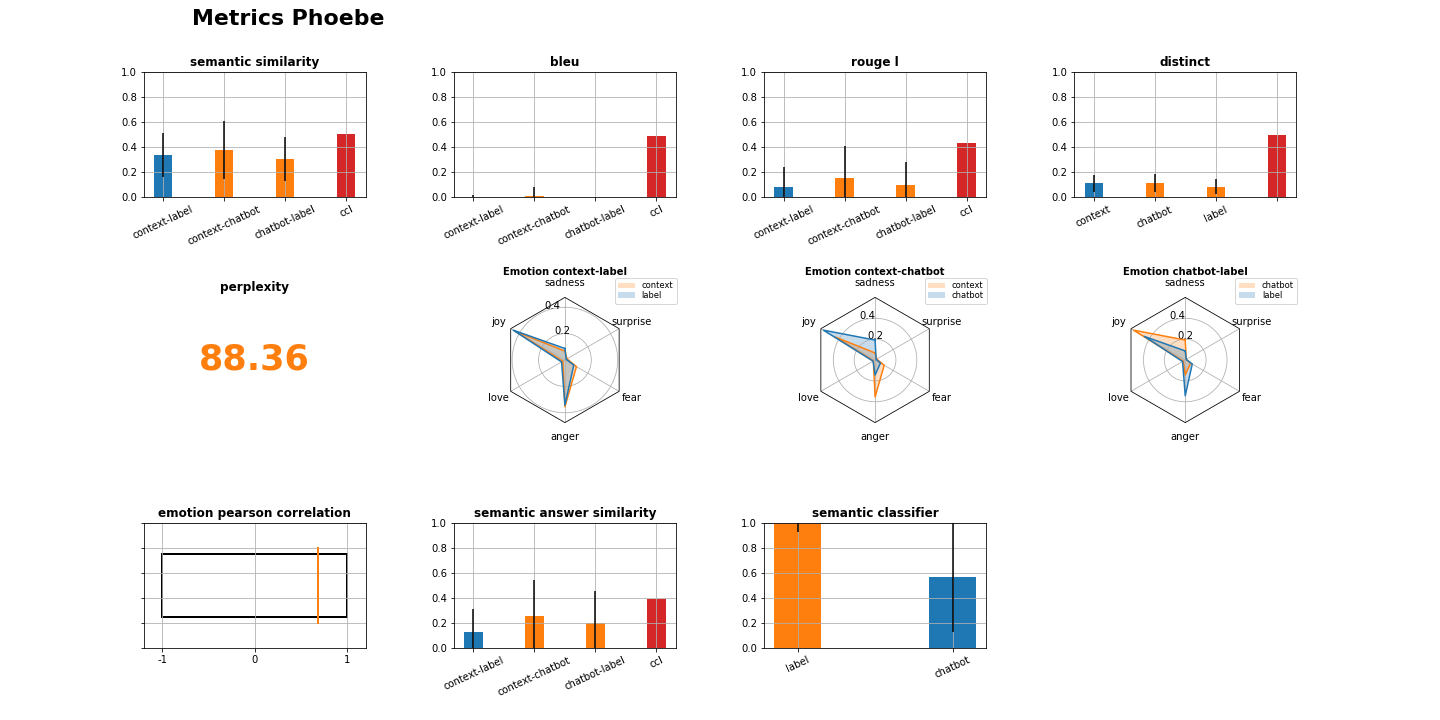 Metrics Phoebe
semantic similarity
1.0
0.8
0.6
0.4
0.2
0.0
context-label
context-chatbot
chatbot-label
ccl
bleu
1.0
0.8
0.6
0.4
0.2
0.0
context-label
context-chatbot
chatbot-label
ccl
rouge l
1.0
0.8
0.6
0.4
0.2
0.0
context-label
context-chatbot
chatbot-label
ccl
distinct
1.0
0.8
0.6
0.4
0.2
0.0
context
chatbot
label
perplexity
88.36
Emotion context-label
sadness
context
label
0.4
0.2
joy
surprise
love
fear
anger
Emotion context-chatbot
sadness
context
chatbot
0.4
0.2
joy
surprise
love
fear
anger
Emotion chatbot-label
sadness
chatbot
label
0.4
0.2
joy
surprise
love
fear
anger
emotion pearson correlation
-1
0
1
semantic answer similarity
1.0
0.8
0.6
0.4
0.2
0.0
context-label
context-chatbot
chatbot-label
ccl
semantic classifier
1.0
0.8
0.6
0.4
0.2
0.0
label
chatbot